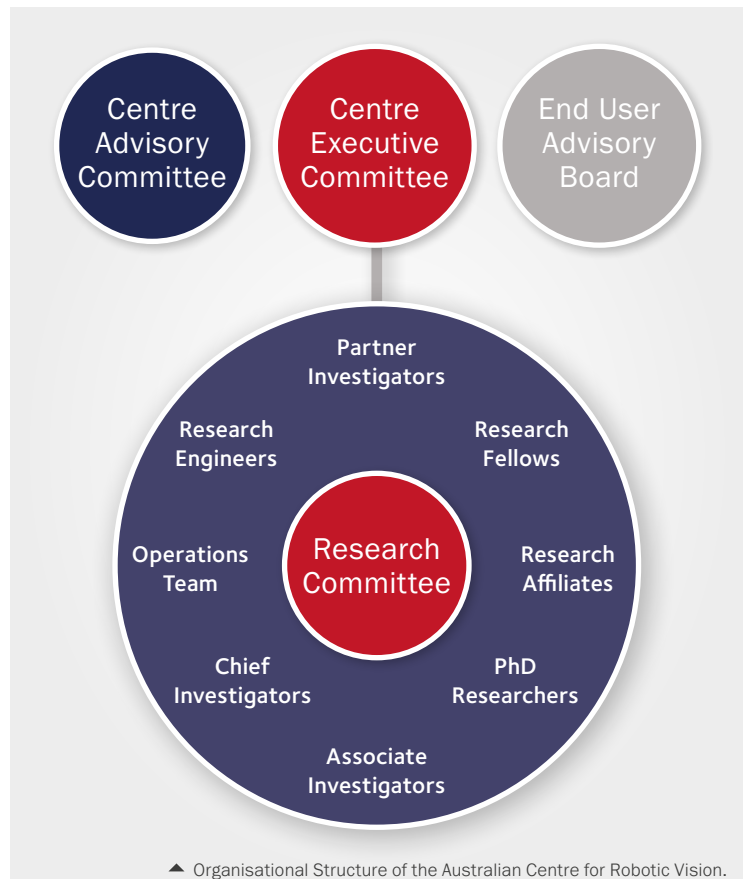 Centre
Advisory
Committee
Centre
Executive
Committee
End User
Advisory
Board
Partner
Investigators
Research
Engineers
Research
Fellows
Operations
Team
Research
Committee
Research
Affiliates
Chief
Investigators
PhD
Researchers
Associate
Investigators
Organisational Structure of the Australian Centre for Robotic Vision.